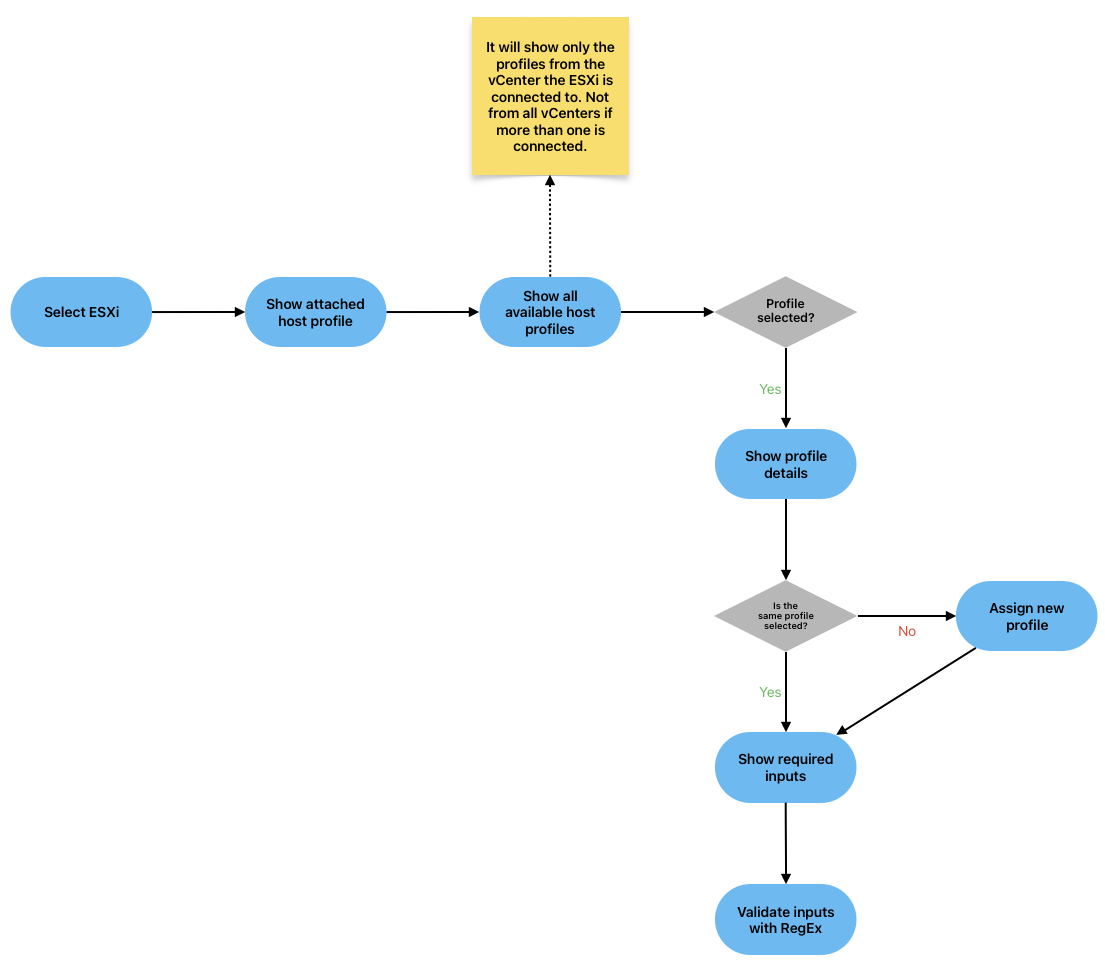 It will show only the
profiles from the
vCenter the ESXi is
connected to. Not
from all vCenters if
more than one is
connected.
Select ESXi
Show attached
host profile
Show all
available host
profiles
Profile
selected?
Yes
Show profile
details
Is the
same profile
selected?
No
Assign new
profile
Yes
Show required
inputs
Validate inputs
with RegEx